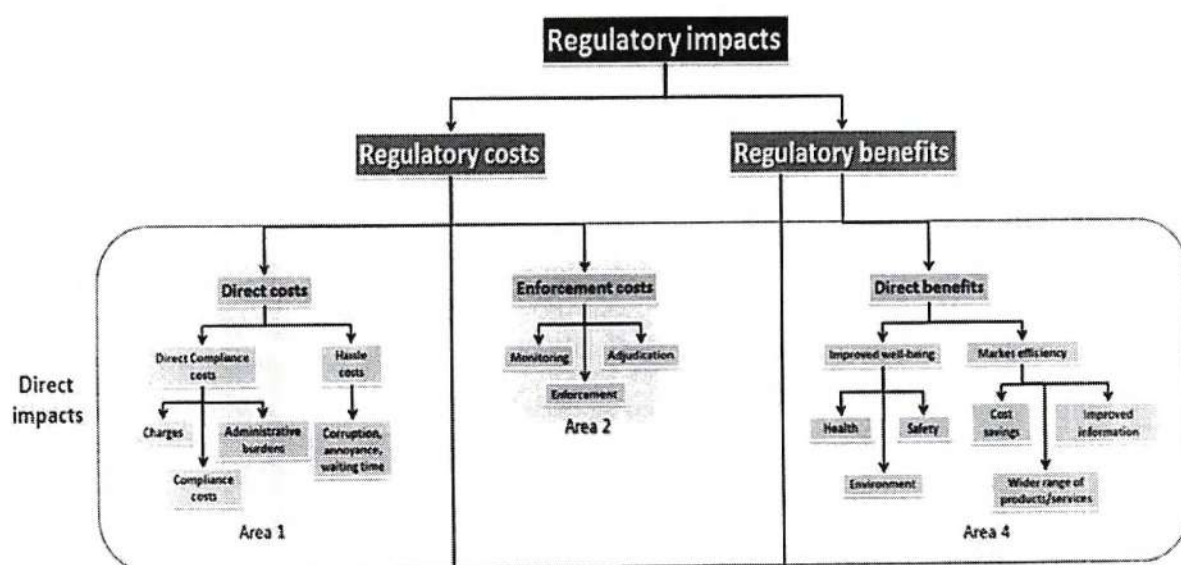 Regulatory impacts
Regulatory costs
Regulatory benefits
Direct
impacts
Direct costs
Direct Compliance
costs
Hassle
costs
Charges
Administrative
burdens
Corruption,
annoyance,
waiting time
Compliance
costs
Area 1
Enforcement costs
Monitoring
Adjudication
Enforcement
Area 2
Direct benefits
Improved well-being
Market efficiency
Health
Safety
Environment
Cost
savings
Improved
information
Wider range of
products/services
Area 4